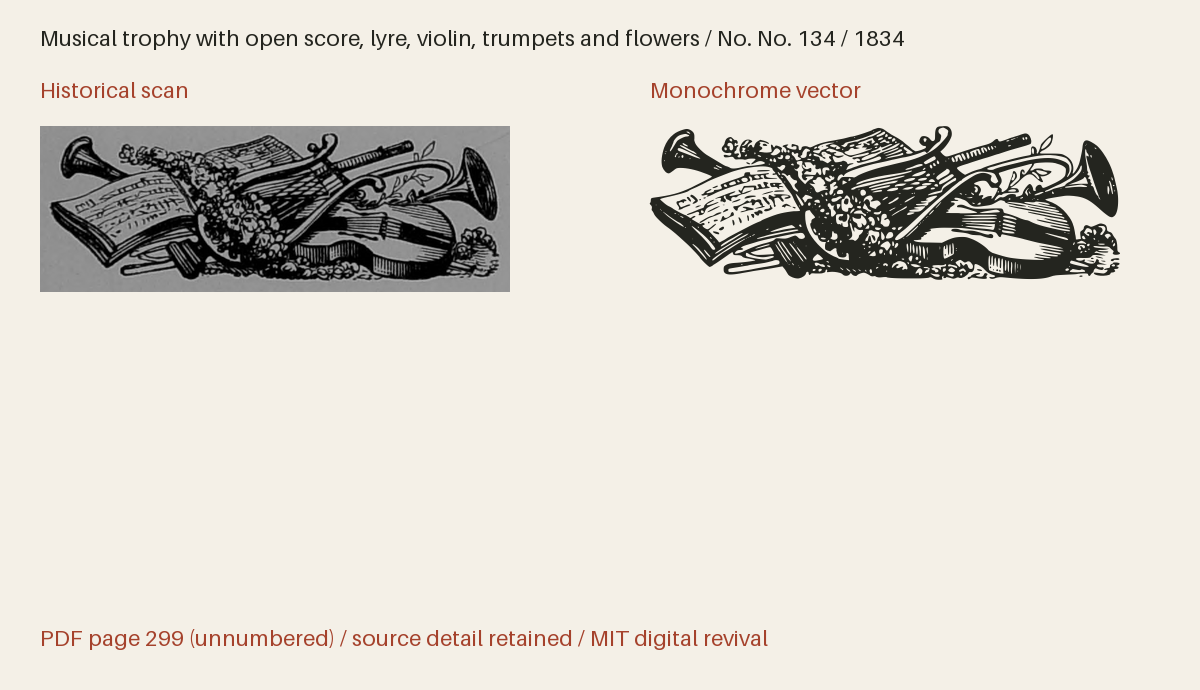 Musical trophy with open score, lyre, violin, trumpets and flowers / No. No. 134 / 1834
Historical scan
Monochrome vector
PDF page 299 (unnumbered) / source detail retained / MIT digital revival